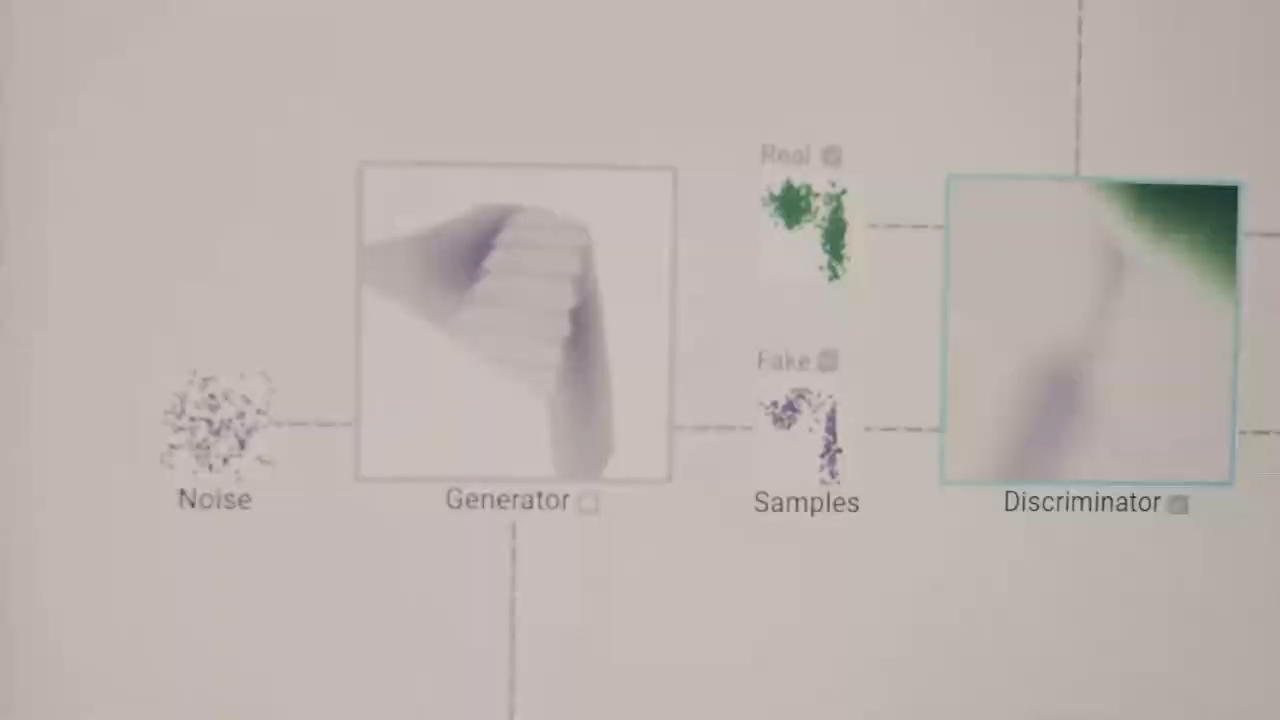 Real
Fake
Noise
Generator
Samples
Discriminator